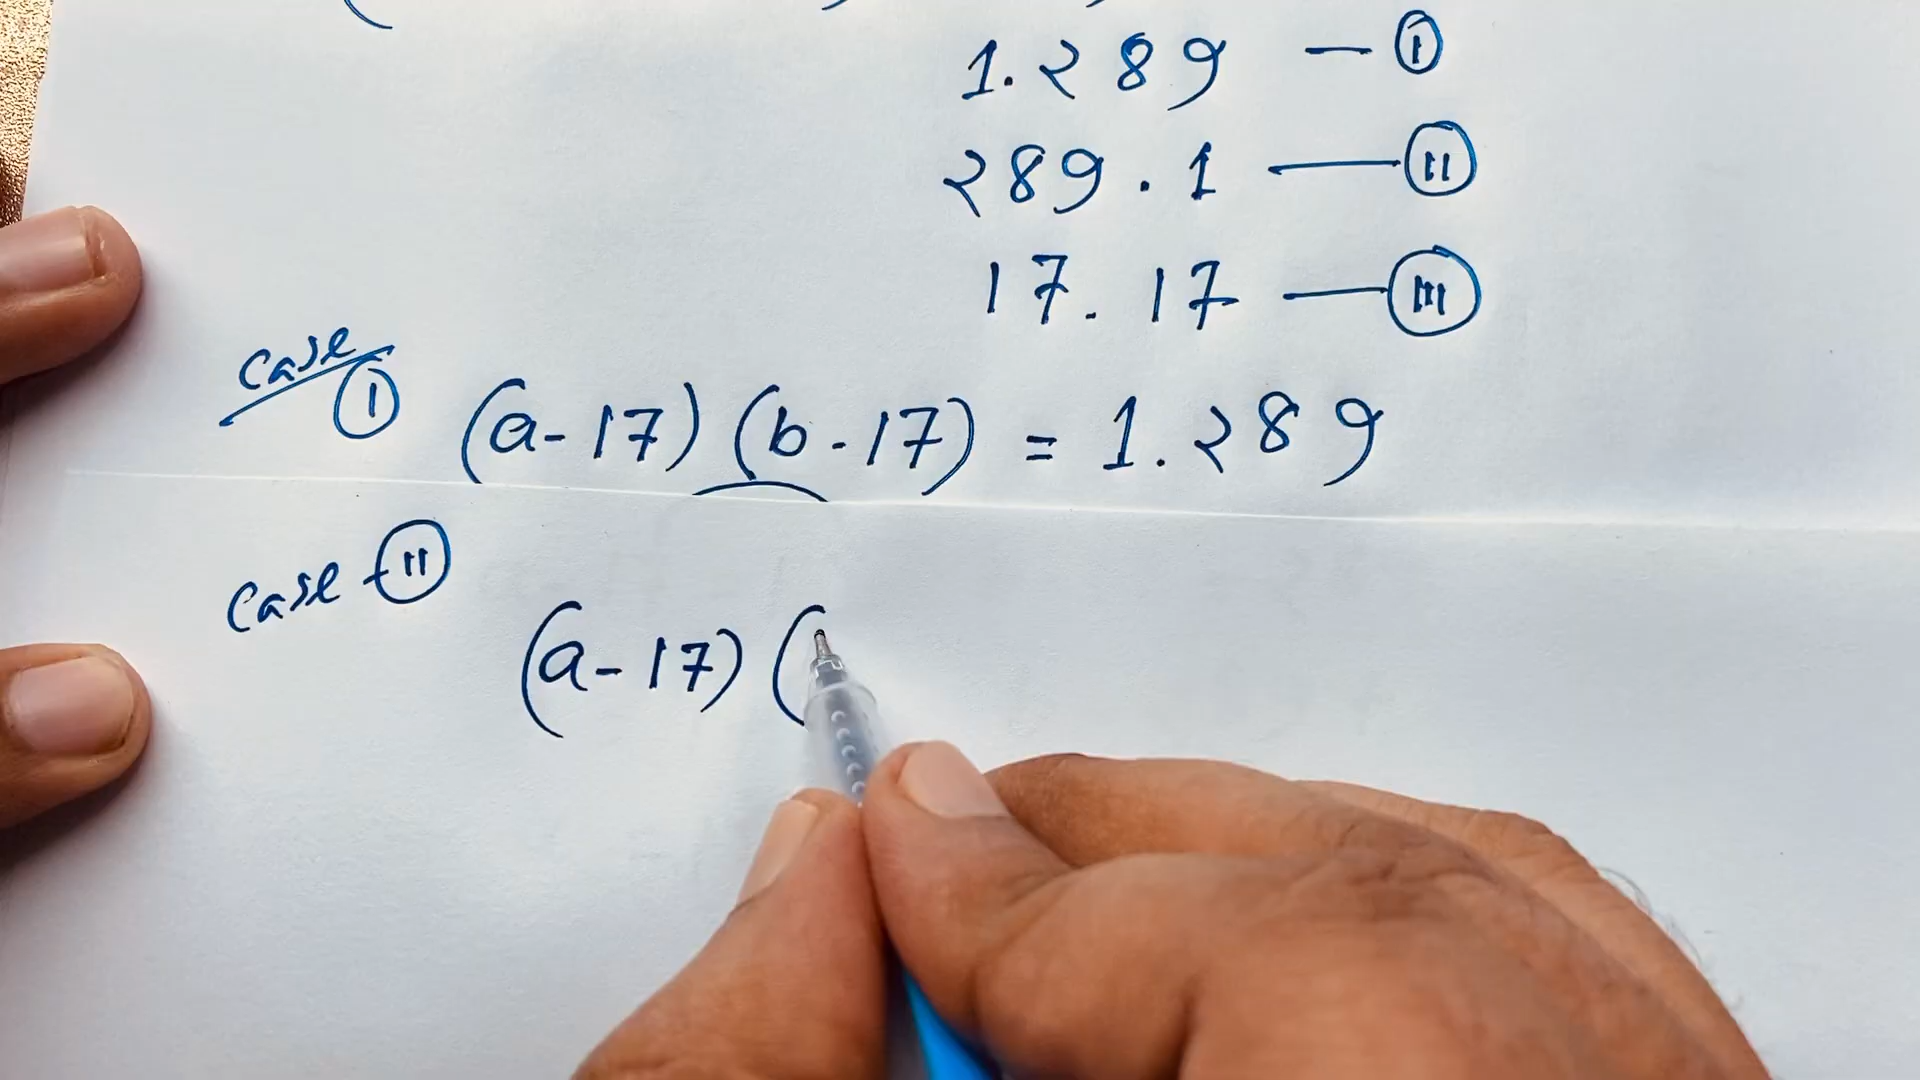 1.289 — (I)
289.1 — (II)
17.17 — (III)
case (I) (a-17) (b-17) = 1.289
case - (II)
(a-17) (